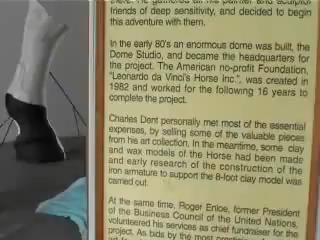 there. He gathered all his painter and sculptor
friends of deep sensitivity, and decided to begin
this adventure with them.
In the early 80's an enormous dome was built, the
Dome Studio, and became the headquarters for
the project. The American no-profit Foundation,
"Leonardo da Vinci's Horse Inc.", was created in
1982 and worked for the following 16 years to
complete the project.
Charles Dent personally met most of the essential
expenses, by selling some of the valuable pieces
from his art collection. In the meantime, some clay
and wax models of the Horse had been made
and early research of the construction of the
iron armature to support the 8-foot clay model was
carried out.
At the same time, Roger Enloe, former President
of the Business Council of the United Nations,
volunteered his services as chief fundraiser for the
project. As bids by the most